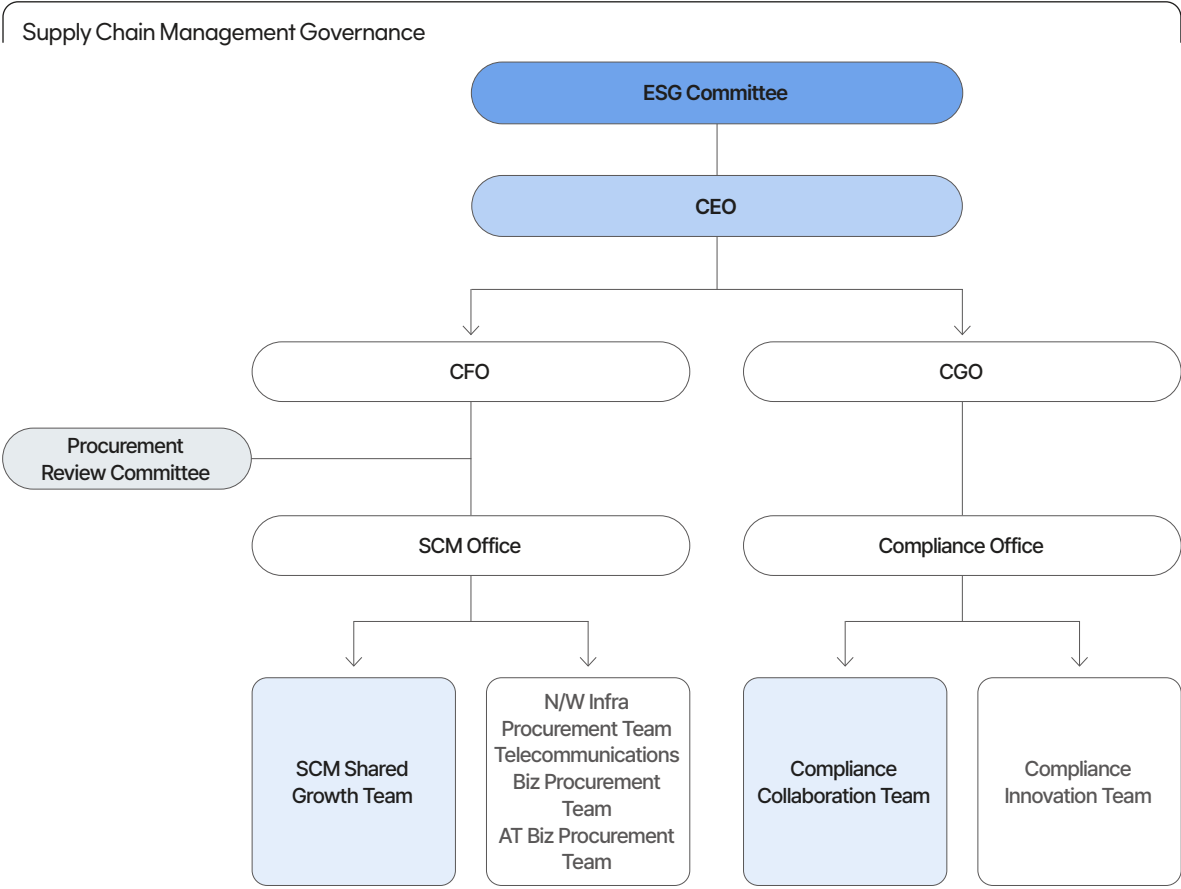 Supply Chain Management Governance
ESG Committee
CEO
CFO
CGO
Procurement
Review Committee
SCM Office
Compliance Office
SCM Shared
Growth Team
N/W Infra
Procurement Team
Telecommunications
Biz Procurement
Team
AT Biz Procurement
Team
Compliance
Collaboration Team
Compliance
Innovation Team